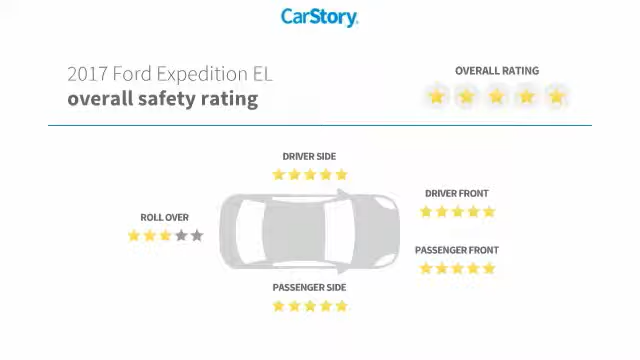 CarStory.
2017 Ford Expedition EL
overall safety rating
OVERALL RATING
DRIVER SIDE
DRIVER FRONT
ROLL OVER
PASSENGER FRONT
PASSENGER SIDE